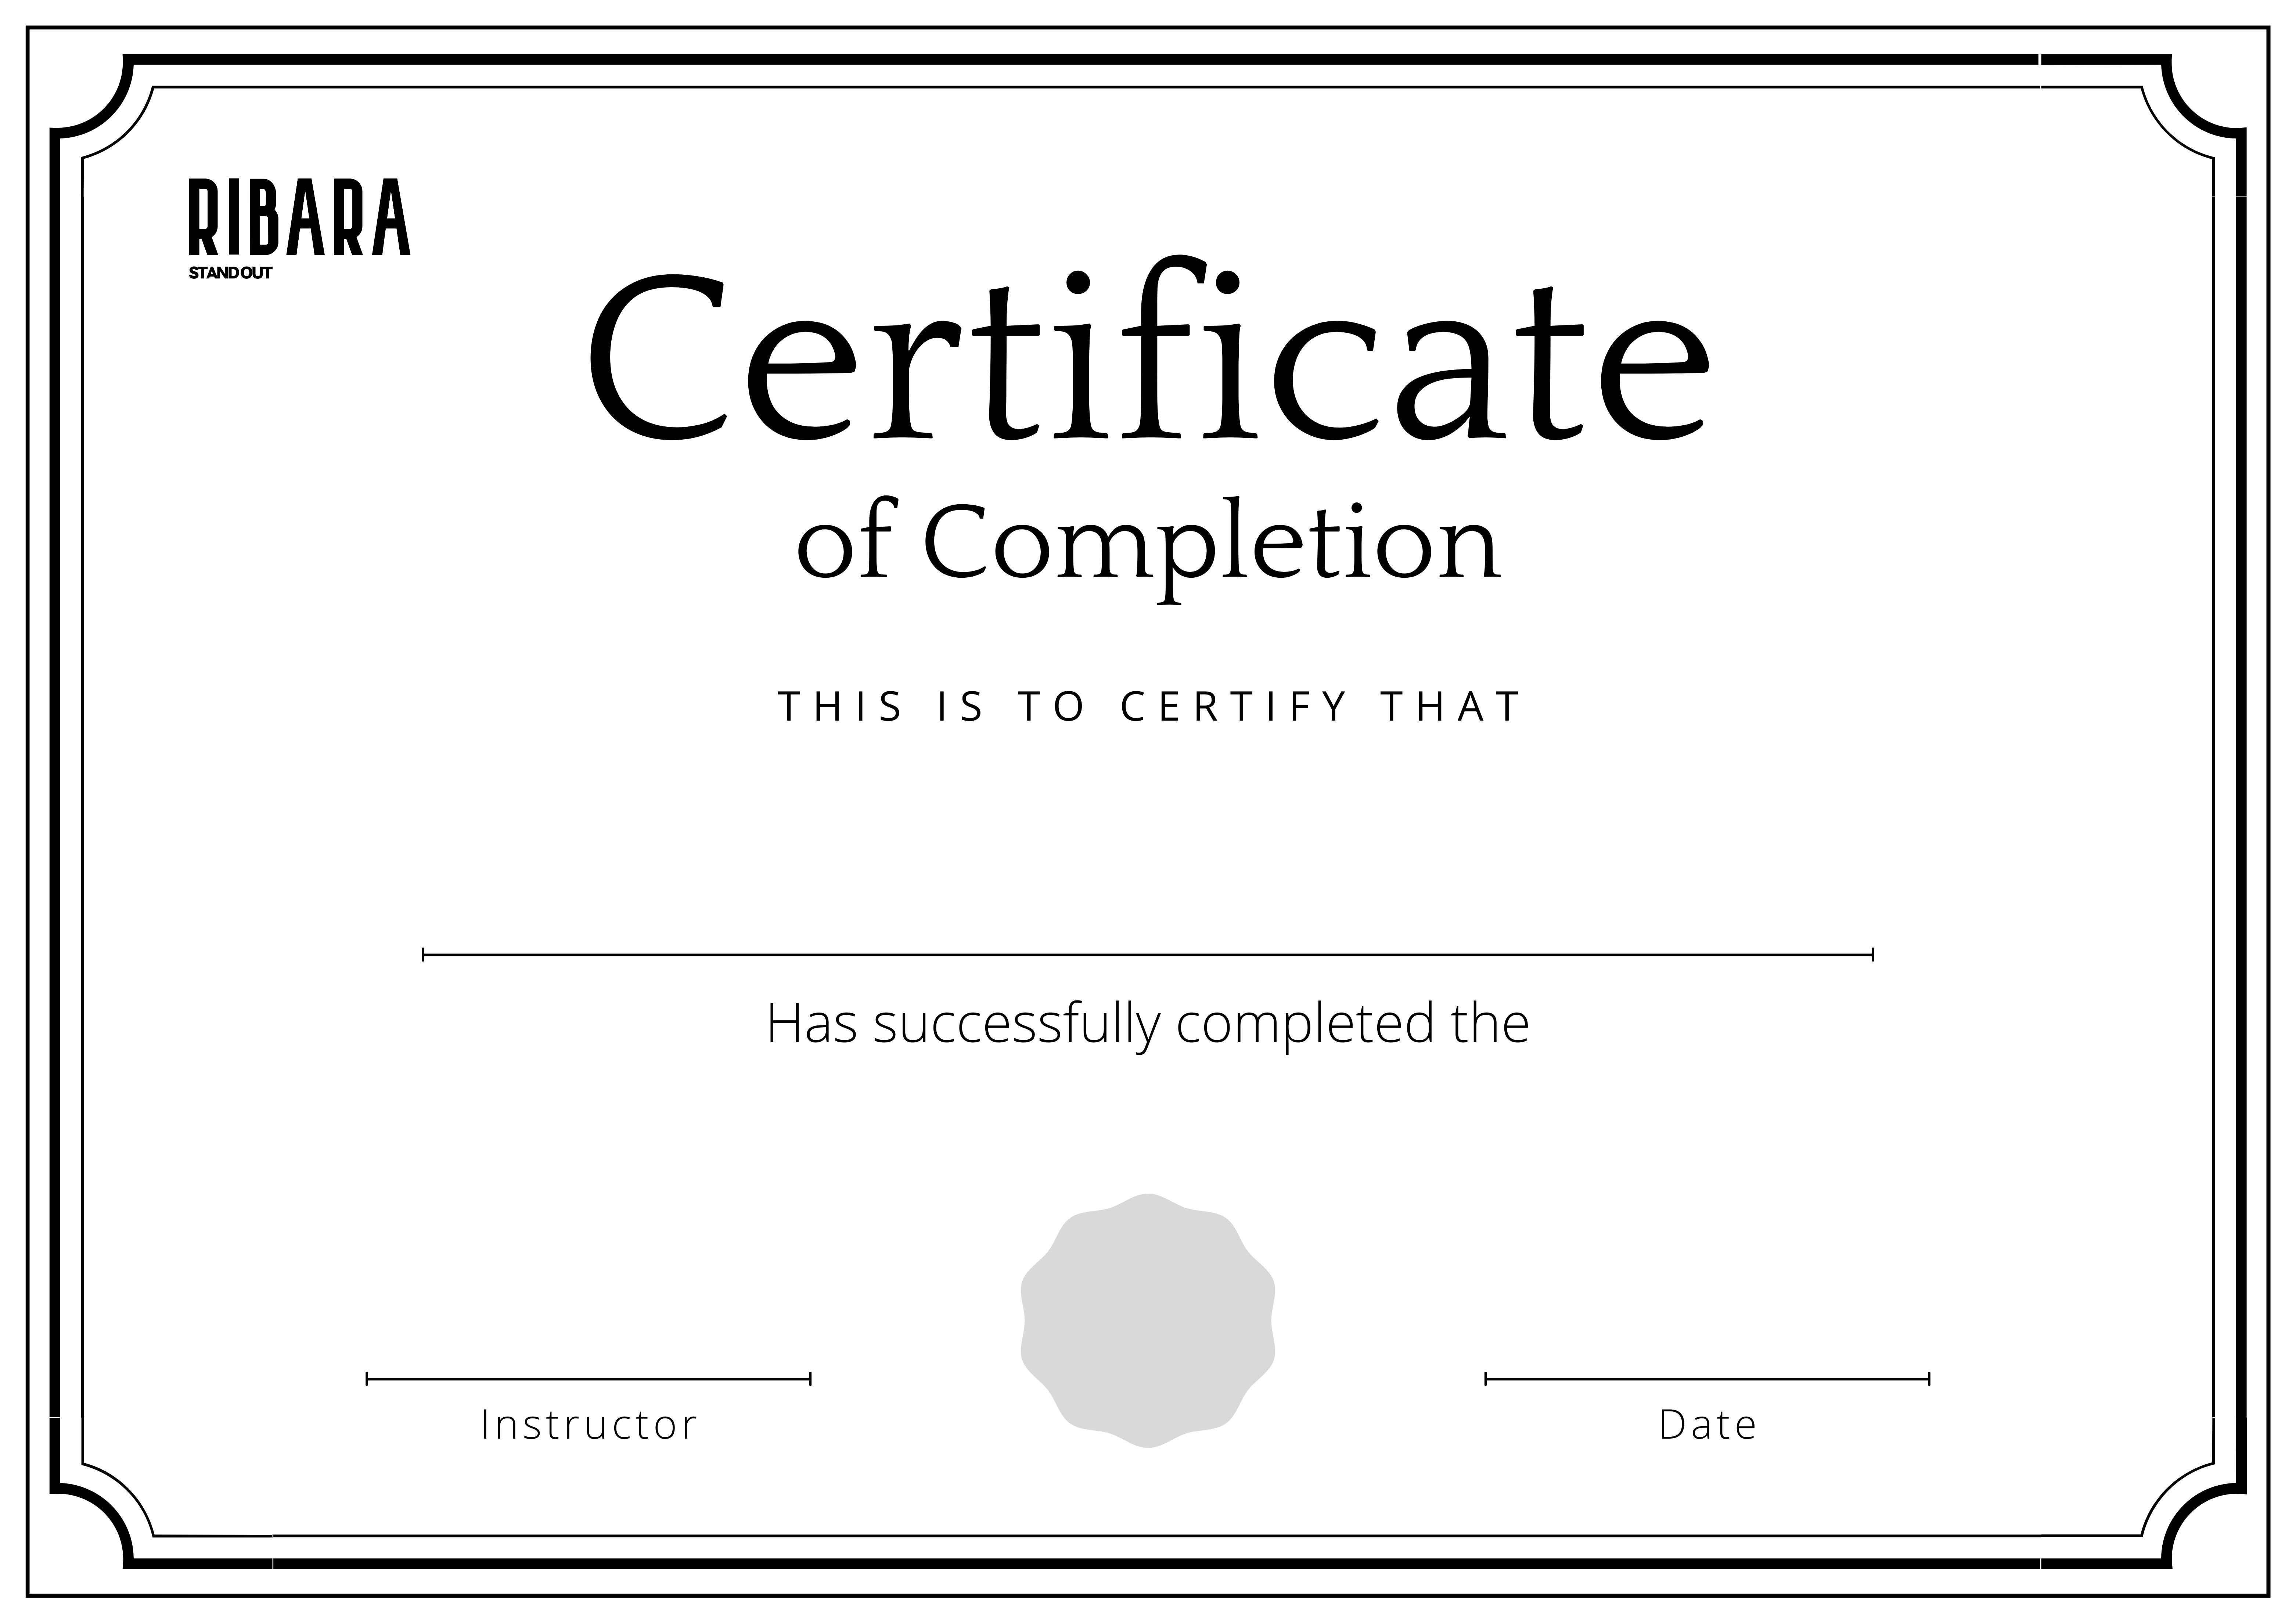 RIBARA
STANDOUT
Certificate
of Completion
THIS IS TO CERTIFY THAT
Has successfully completed the
Instructor
Date